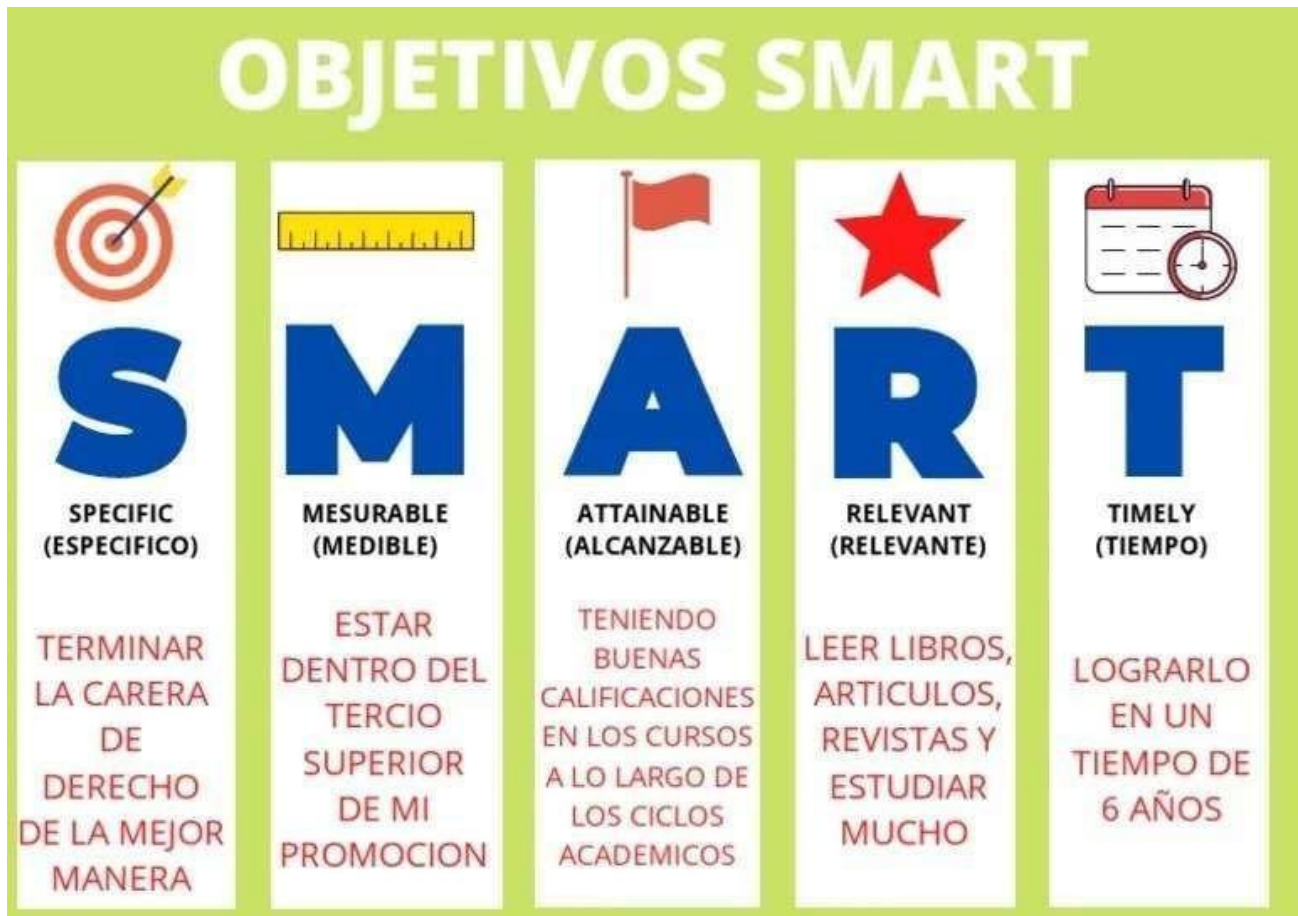 OBJETIVOS SMART
S
SPECIFIC
(ESPECIFICO)
TERMINAR
LA CARERA
DE
DERECHO
DE LA MEJOR
MANERA
M
MESURABLE
(MEDIBLE)
ESTAR
DENTRO DEL
TERCIO
SUPERIOR
DE MI
PROMOCION
A
ATTAINABLE
(ALCANZABLE)
TENIENDO
BUENAS
CALIFICACIONES
EN LOS CURSOS
A LO LARGO DE
LOS CICLOS
ACADEMICOS
R
RELEVANT
(RELEVANTE)
LEER LIBROS,
ARTICULOS,
REVISTAS Y
ESTUDIAR
MUCHO
T
TIMELY
(TIEMPO)
LOGRARLO
EN UN
TIEMPO DE
6 AÑOS